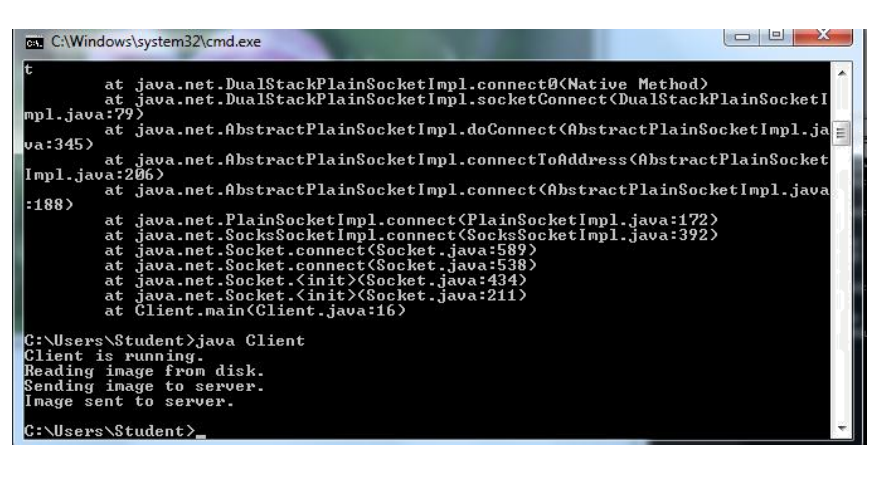 C:\Windows\system32\cmd.exe
t
at java.net.DualStackPlainSocketImpl.connect0(Native Method)
at java.net.DualStackPlainSocketImpl.socketConnect(DualStackPlainSocketI
mpl.java:79)
at java.net.AbstractPlainSocketImpl.doConnect(AbstractPlainSocketImpl.ja
va:345)
at java.net.AbstractPlainSocketImpl.connectToAddress(AbstractPlainSocket
Impl.java:206)
at java.net.AbstractPlainSocketImpl.connect(AbstractPlainSocketImpl.java
:188)
at java.net.PlainSocketImpl.connect(PlainSocketImpl.java:172)
at java.net.SocksSocketImpl.connect(SocksSocketImpl.java:392)
at java.net.Socket.connect(Socket.java:589)
at java.net.Socket.connect(Socket.java:538)
at java.net.Socket.<init>(Socket.java:434)
at java.net.Socket.<init>(Socket.java:211)
at Client.main(Client.java:16)
C:\Users\Student>java Client
Client is running.
Reading image from disk.
Sending image to server.
Image sent to server.
C:\Users\Student>_